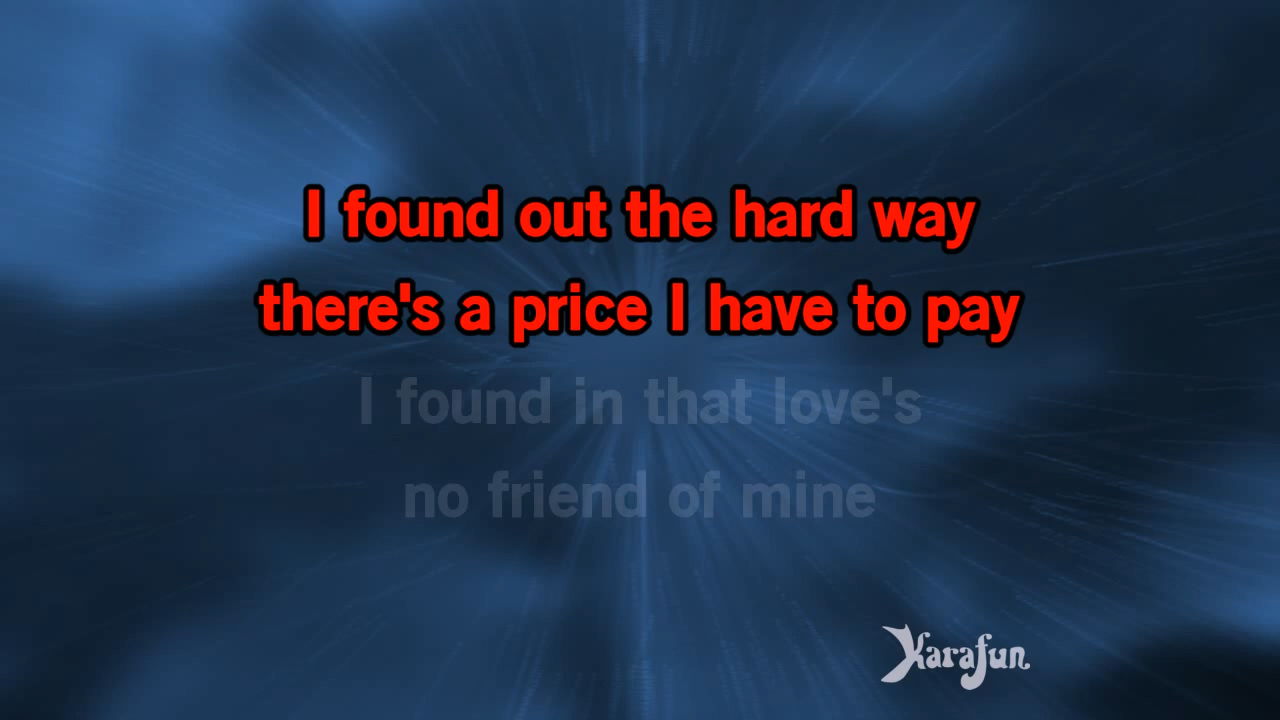 I found out the hard way
there's a price I have to pay
I found in that love's
no friend of mine
Karafun